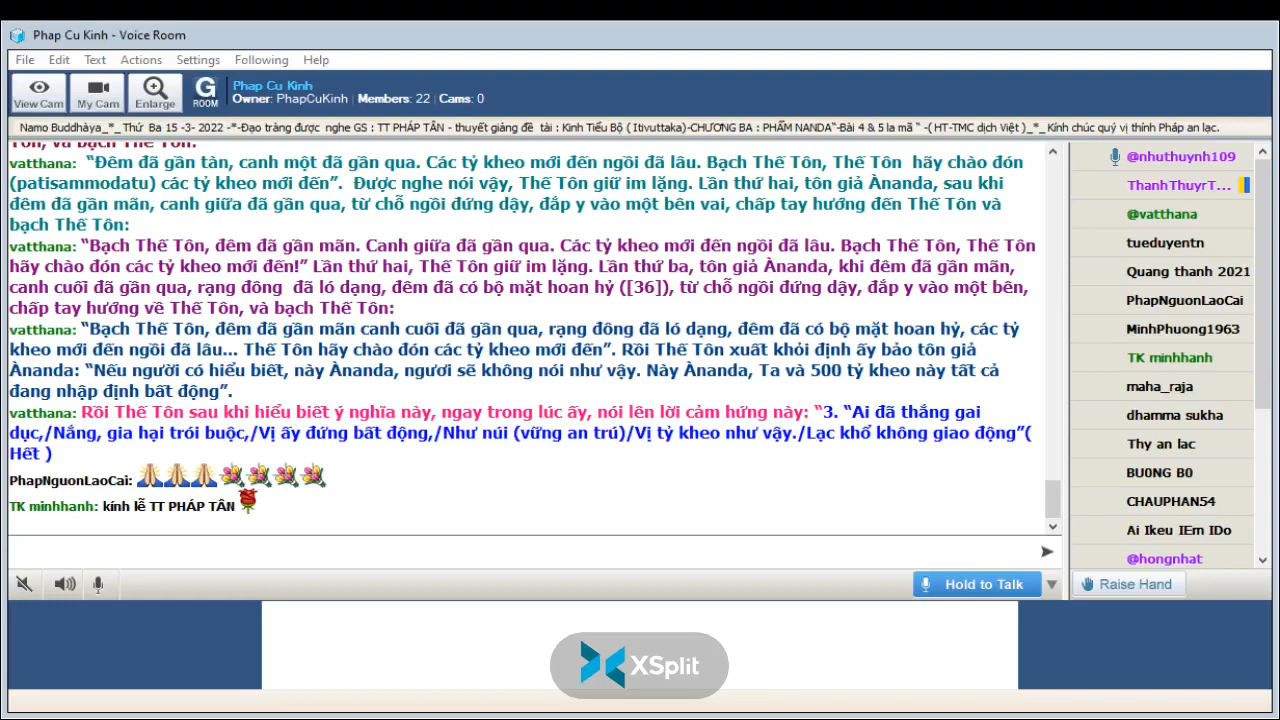 Phap Cu Kinh - Voice Room
File Edit Text Actions Settings Following Help
View Cam My Cam Enlarge G ROOM
Phap Cu Kinh
Owner: PhapCuKinh Members: 22 Cams: 0
Namo Buddhàya_*_ Thứ Ba 15 -3- 2022 -*-Đạo tràng được nghe GS : TT PHÁP TÂN - thuyết giảng đề tài : Kinh Tiểu Bộ ( Itivuttaka)-CHƯƠNG BA : PHẨM NANDA“-Bài 4 & 5 la mã “ -( HT-TMC dịch Việt )_*_ Kính chúc quý vị thính Pháp an lạc.
Tôn, và bạch Thế Tôn:
vatthana: “Đêm đã gần tàn, canh một đã gần qua. Các tỷ kheo mới đến ngồi đã lâu. Bạch Thế Tôn, Thế Tôn hãy chào đón
(patisammodatu) các tỷ kheo mới đến”. Được nghe nói vậy, Thế Tôn giữ im lặng. Lần thứ hai, tôn giả Ànanda, sau khi
đêm đã gần mãn, canh giữa đã gần qua, từ chỗ ngồi đứng dậy, đắp y vào một bên vai, chấp tay hướng đến Thế Tôn và
bạch Thế Tôn:
vatthana: “Bạch Thế Tôn, đêm đã gần mãn. Canh giữa đã gần qua. Các tỷ kheo mới đến ngồi đã lâu. Bạch Thế Tôn, Thế Tôn
hãy chào đón các tỷ kheo mới đến!” Lần thứ hai, Thế Tôn giữ im lặng. Lần thứ ba, tôn giả Ànanda, khi đêm đã gần mãn,
canh cuối đã gần qua, rạng đông đã ló dạng, đêm đã có bộ mặt hoan hỷ ([36]), từ chỗ ngồi đứng dậy, đắp y vào một bên,
chấp tay hướng về Thế Tôn, và bạch Thế Tôn:
vatthana: “Bạch Thế Tôn, đêm đã gần mãn canh cuối đã gần qua, rạng đông đã ló dạng, đêm đã có bộ mặt hoan hỷ, các tỷ
kheo mới đến ngồi đã lâu... Thế Tôn hãy chào đón các tỷ kheo mới đến”. Rồi Thế Tôn xuất khỏi định ấy bảo tôn giả
Ànanda: “Nếu người có hiểu biết, này Ànanda, ngươi sẽ không nói như vậy. Này Ànanda, Ta và 500 tỷ kheo này tất cả
đang nhập định bất động”.
vatthana: Rồi Thế Tôn sau khi hiểu biết ý nghĩa này, ngay trong lúc ấy, nói lên lời cảm hứng này: “3. “Ai đã thắng gai
dục,/Nắng, gia hại trói buộc,/Vị ấy đứng bất động,/Như núi (vững an trú)/Vị tỷ kheo như vậy./Lạc khổ không giao động”(
Hết )
PhapNguonLaoCai:
TK minhhanh: kính lễ TT PHÁP TÂN
@nhuthuynh109
ThanhThuyrT...
@vatthana
tueduyentn
Quang thanh 2021
PhapNguonLaoCai
MinhPhuong1963
TK minhhanh
maha_raja
dhamma sukha
Thy an lac
BU0NG B0
CHAUPHAN54
Ai Ikeu IEm IDo
@hongnhat
Hold to Talk
Raise Hand
XSplit